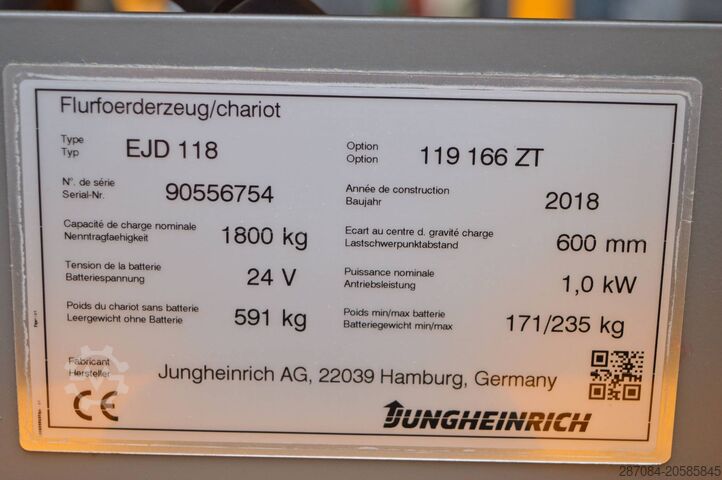 Flurfoerderzeug/chariot
Type
Typ
EJD 118
Option
Option
119 166 ZT
N°. de série
Serial-Nr.
90556754
Année de construction
Baujahr
2018
Capacité de charge nominale
Nenntragfaehigkeit
1800 kg
Ecart au centre d. gravité charge
Lastschwerpunktabstand
600 mm
Tension de la batterie
Batteriespannung
24 V
Puissance nominale
Antriebsleistung
1,0 kW
Poids du chariot sans batterie
Leergewicht ohne Batterie
591 kg
Poids min/max batterie
Batteriegewicht min/max
171/235 kg
Fabricant
Hersteller
Jungheinrich AG, 22039 Hamburg, Germany
CE
JUNGHEINRICH
287084-20585845